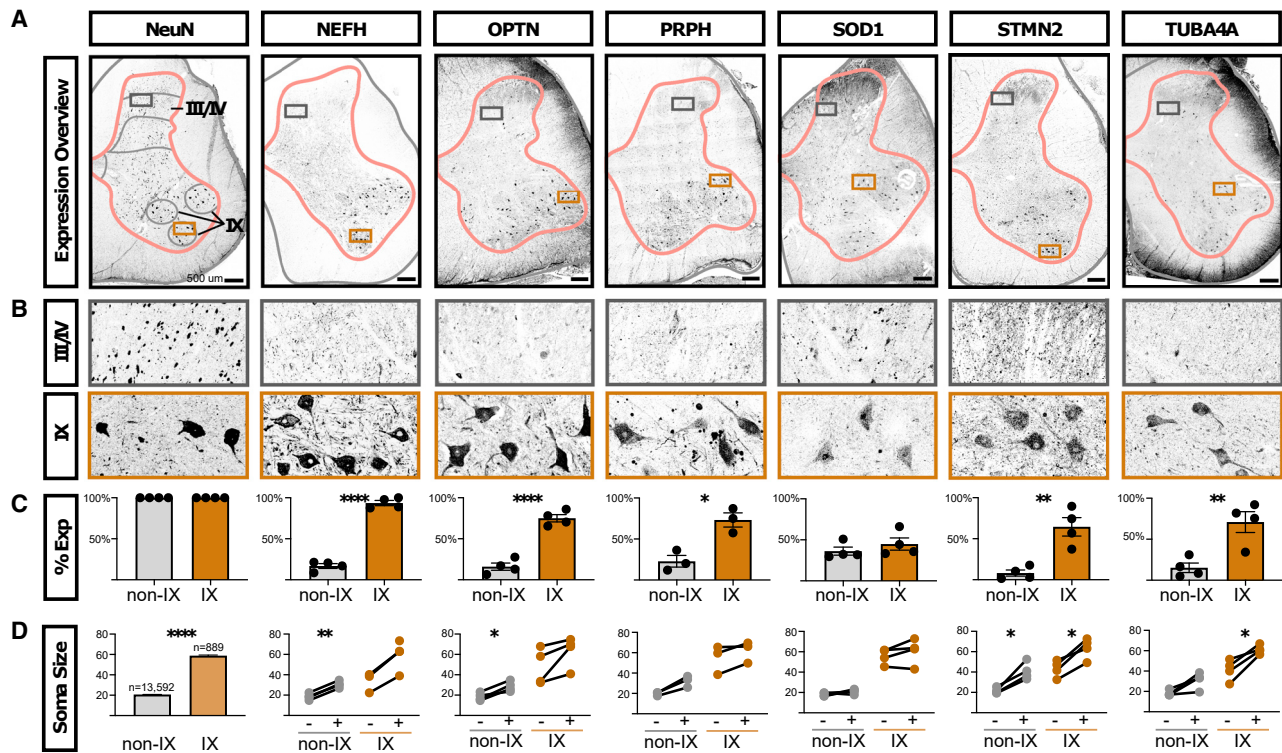 A
NeuN NEFH OPTN PRPH SOD1 STMN2 TUBA4A
Expression Overview
III/IV
IX
500 um
B
III/IV
IX
C
% Exp
100% 100% 100% 100% 100% 100% 100%
50% 50% 50% 50% 50% 50% 50%
**** **** * ** **
non-IX IX non-IX IX non-IX IX non-IX IX non-IX IX non-IX IX non-IX IX
D
Soma Size
80 80 80 80 80 80 80
60 60 60 60 60 60 60
40 40 40 40 40 40 40
20 20 20 20 20 20 20
**** ** * * * *
n=13,592 n=889
- + - + - + - + - + - + - + - + - + - + - + - +
non-IX IX non-IX IX non-IX IX non-IX IX non-IX IX non-IX IX non-IX IX